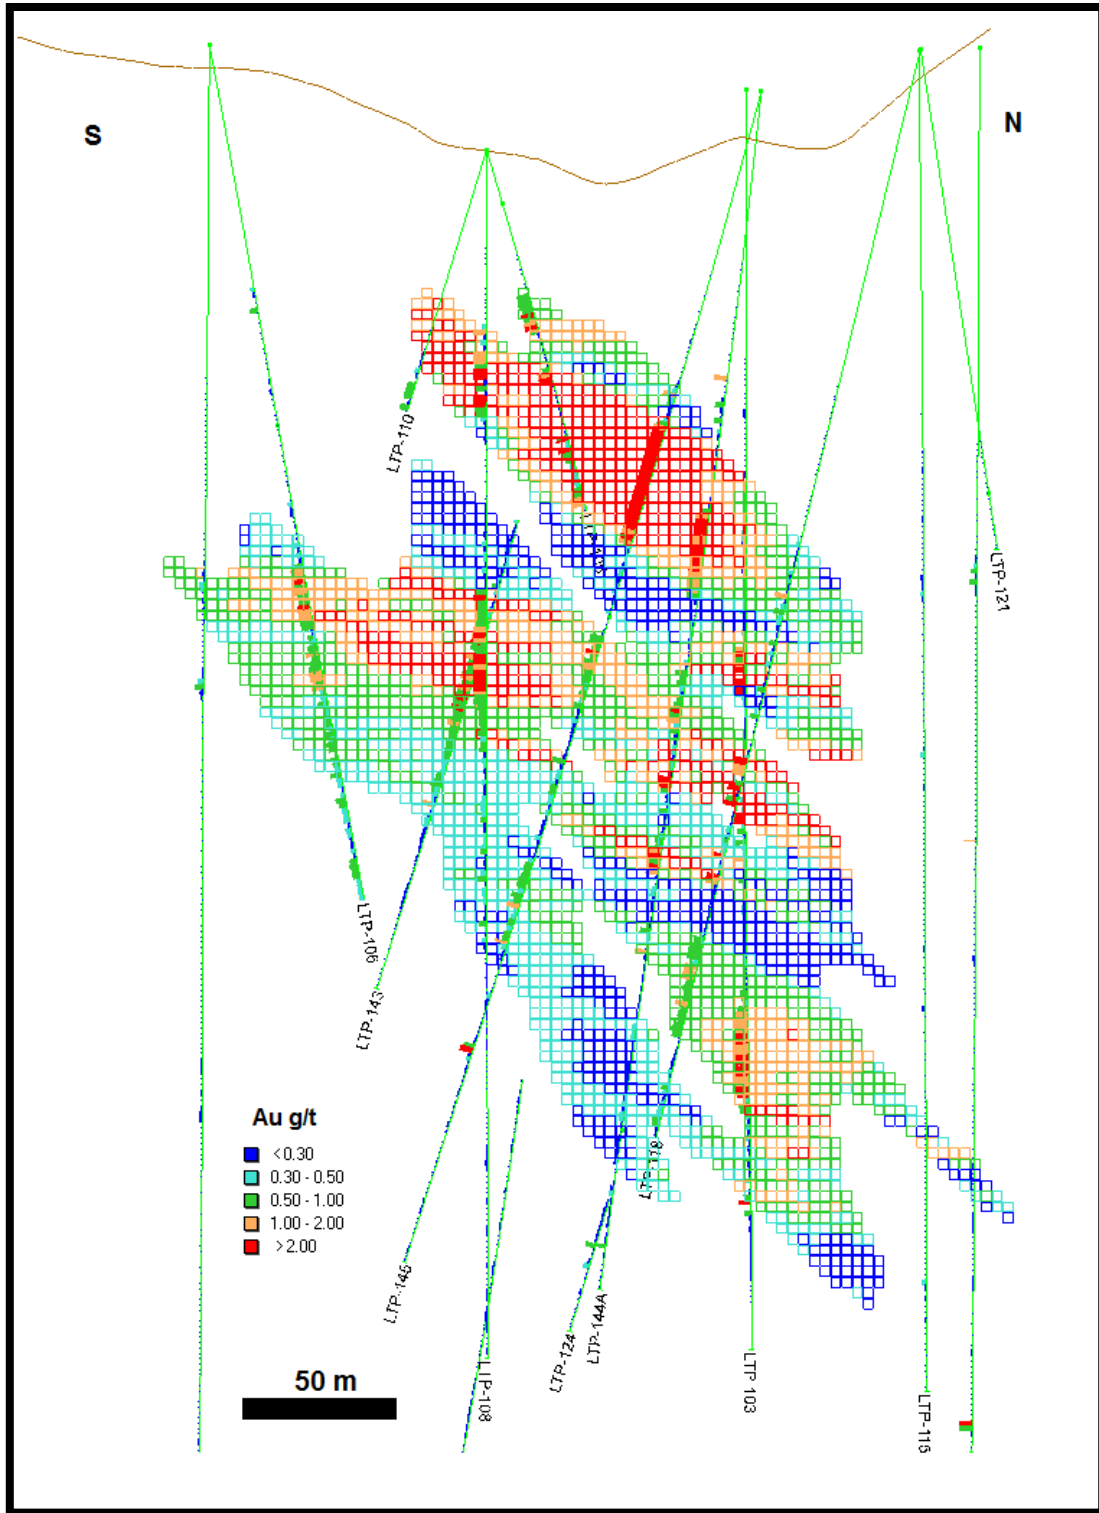 S
N
LTP-110
LTP-121
LTP-106
LTP-143
Au g/t
<0.30
0.30 - 0.50
0.50 - 1.00
1.00 - 2.00
>2.00
LTP-118
LTP-145
LTP-124
LTP-144A
50 m
LTP-108
LTP 103
LTP-115